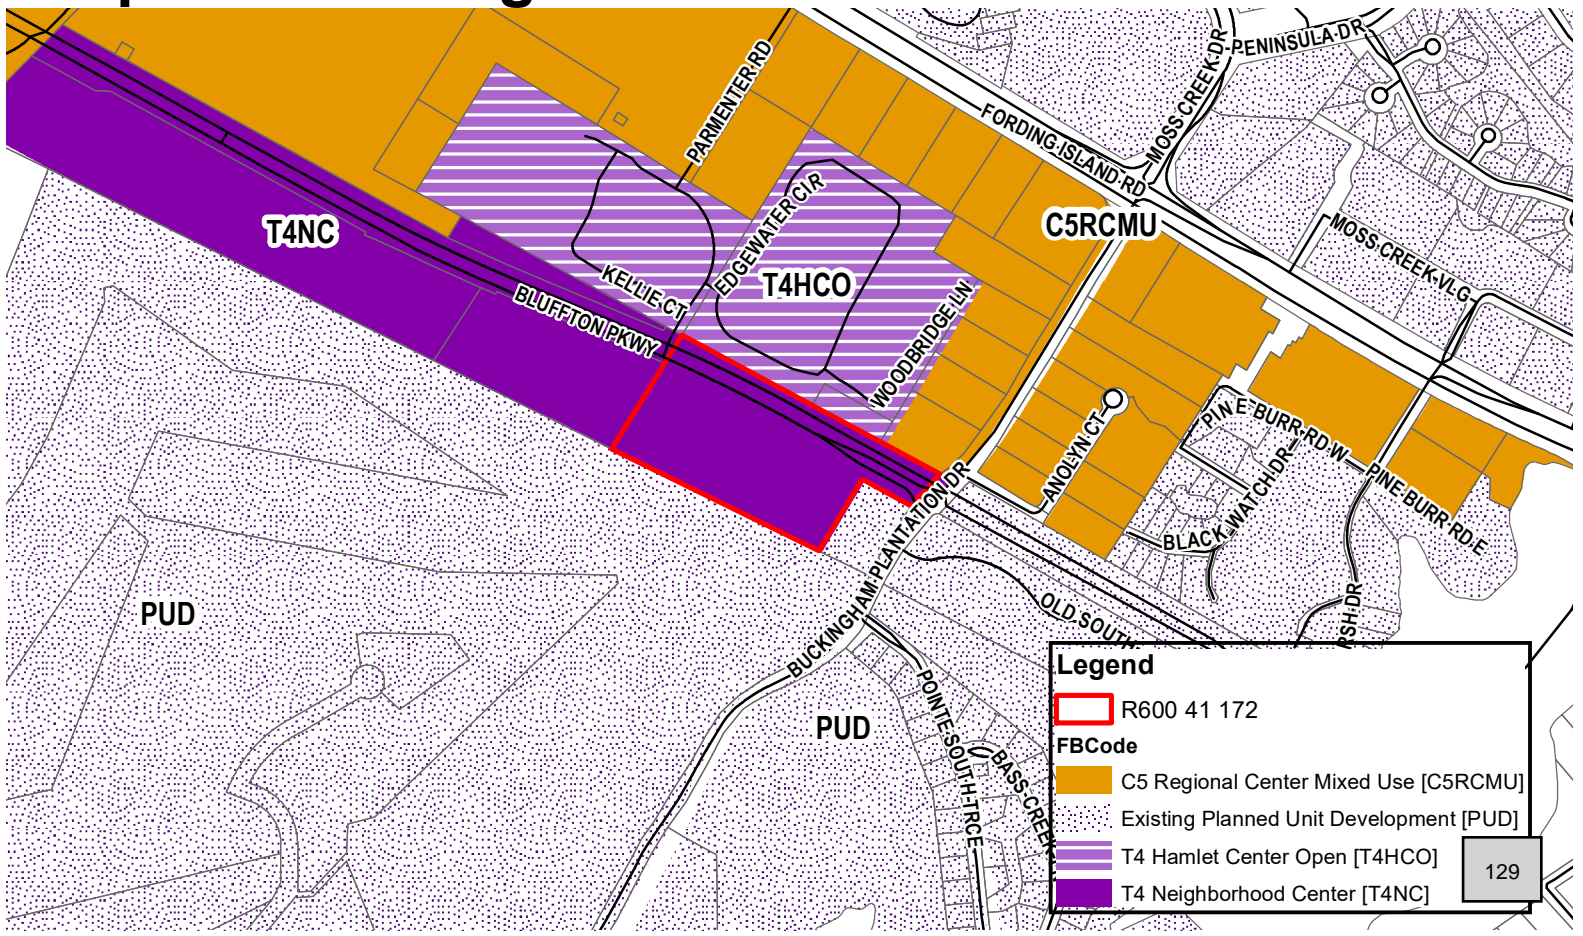 PENINSULA DR
MOSS CREEK DR
PARMENTER RD
FORDING ISLAND RD
T4NC
EDGEWATER CIR
C5RCMU
MOSS CREEK VLG
KELLIE CT
T4HCO
BLUFFTON PKWY
WOODBRIDGE LN
PINE BURR RD W
ANOLYN CT
BLACK WATCH DR
PINE BURR RD E
BUCKINGHAM PLANTATION DR
OLD SOUTH
RSH DR
PUD
PUD
POINTE SOUTH TRCE
BASS CREEK
Legend
R600 41 172
FBCode
C5 Regional Center Mixed Use [C5RCMU]
Existing Planned Unit Development [PUD]
T4 Hamlet Center Open [T4HCO]
129
T4 Neighborhood Center [T4NC]